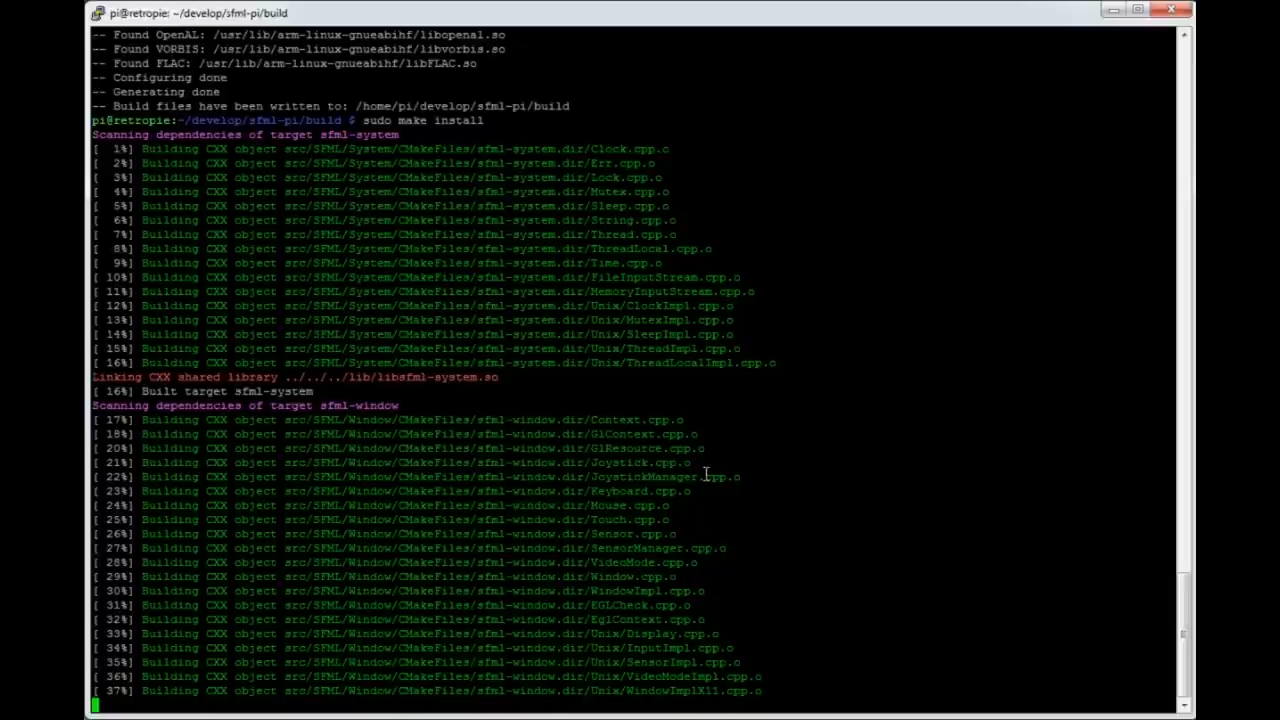 pi@retropie: ~/develop/sfml-pi/build
-- Found OpenAL: /usr/lib/arm-linux-gnueabihf/libopenal.so
-- Found VORBIS: /usr/lib/arm-linux-gnueabihf/libvorbis.so
-- Found FLAC: /usr/lib/arm-linux-gnueabihf/libFLAC.so
-- Configuring done
-- Generating done
-- Build files have been written to: /home/pi/develop/sfml-pi/build
pi@retropie:~/develop/sfml-pi/build $ sudo make install
Scanning dependencies of target sfml-system
[  1%] Building CXX object src/SFML/System/CMakeFiles/sfml-system.dir/Clock.cpp.o
[  2%] Building CXX object src/SFML/System/CMakeFiles/sfml-system.dir/Err.cpp.o
[  3%] Building CXX object src/SFML/System/CMakeFiles/sfml-system.dir/Lock.cpp.o
[  4%] Building CXX object src/SFML/System/CMakeFiles/sfml-system.dir/Mutex.cpp.o
[  5%] Building CXX object src/SFML/System/CMakeFiles/sfml-system.dir/Sleep.cpp.o
[  6%] Building CXX object src/SFML/System/CMakeFiles/sfml-system.dir/String.cpp.o
[  7%] Building CXX object src/SFML/System/CMakeFiles/sfml-system.dir/Thread.cpp.o
[  8%] Building CXX object src/SFML/System/CMakeFiles/sfml-system.dir/ThreadLocal.cpp.o
[  9%] Building CXX object src/SFML/System/CMakeFiles/sfml-system.dir/Time.cpp.o
[ 10%] Building CXX object src/SFML/System/CMakeFiles/sfml-system.dir/FileInputStream.cpp.o
[ 11%] Building CXX object src/SFML/System/CMakeFiles/sfml-system.dir/MemoryInputStream.cpp.o
[ 12%] Building CXX object src/SFML/System/CMakeFiles/sfml-system.dir/Unix/ClockImpl.cpp.o
[ 13%] Building CXX object src/SFML/System/CMakeFiles/sfml-system.dir/Unix/MutexImpl.cpp.o
[ 14%] Building CXX object src/SFML/System/CMakeFiles/sfml-system.dir/Unix/SleepImpl.cpp.o
[ 15%] Building CXX object src/SFML/System/CMakeFiles/sfml-system.dir/Unix/ThreadImpl.cpp.o
[ 16%] Building CXX object src/SFML/System/CMakeFiles/sfml-system.dir/Unix/ThreadLocalImpl.cpp.o
Linking CXX shared library ../../../lib/libsfml-system.so
[ 16%] Built target sfml-system
Scanning dependencies of target sfml-window
[ 17%] Building CXX object src/SFML/Window/CMakeFiles/sfml-window.dir/Context.cpp.o
[ 18%] Building CXX object src/SFML/Window/CMakeFiles/sfml-window.dir/GlContext.cpp.o
[ 20%] Building CXX object src/SFML/Window/CMakeFiles/sfml-window.dir/GlResource.cpp.o
[ 21%] Building CXX object src/SFML/Window/CMakeFiles/sfml-window.dir/Joystick.cpp.o
[ 22%] Building CXX object src/SFML/Window/CMakeFiles/sfml-window.dir/JoystickManager.cpp.o
[ 23%] Building CXX object src/SFML/Window/CMakeFiles/sfml-window.dir/Keyboard.cpp.o
[ 24%] Building CXX object src/SFML/Window/CMakeFiles/sfml-window.dir/Mouse.cpp.o
[ 25%] Building CXX object src/SFML/Window/CMakeFiles/sfml-window.dir/Touch.cpp.o
[ 26%] Building CXX object src/SFML/Window/CMakeFiles/sfml-window.dir/Sensor.cpp.o
[ 27%] Building CXX object src/SFML/Window/CMakeFiles/sfml-window.dir/SensorManager.cpp.o
[ 28%] Building CXX object src/SFML/Window/CMakeFiles/sfml-window.dir/VideoMode.cpp.o
[ 29%] Building CXX object src/SFML/Window/CMakeFiles/sfml-window.dir/Window.cpp.o
[ 30%] Building CXX object src/SFML/Window/CMakeFiles/sfml-window.dir/WindowImpl.cpp.o
[ 31%] Building CXX object src/SFML/Window/CMakeFiles/sfml-window.dir/EGLCheck.cpp.o
[ 32%] Building CXX object src/SFML/Window/CMakeFiles/sfml-window.dir/EglContext.cpp.o
[ 33%] Building CXX object src/SFML/Window/CMakeFiles/sfml-window.dir/Unix/Display.cpp.o
[ 34%] Building CXX object src/SFML/Window/CMakeFiles/sfml-window.dir/Unix/InputImpl.cpp.o
[ 35%] Building CXX object src/SFML/Window/CMakeFiles/sfml-window.dir/Unix/SensorImpl.cpp.o
[ 36%] Building CXX object src/SFML/Window/CMakeFiles/sfml-window.dir/Unix/VideoModeImpl.cpp.o
[ 37%] Building CXX object src/SFML/Window/CMakeFiles/sfml-window.dir/Unix/WindowImplX11.cpp.o